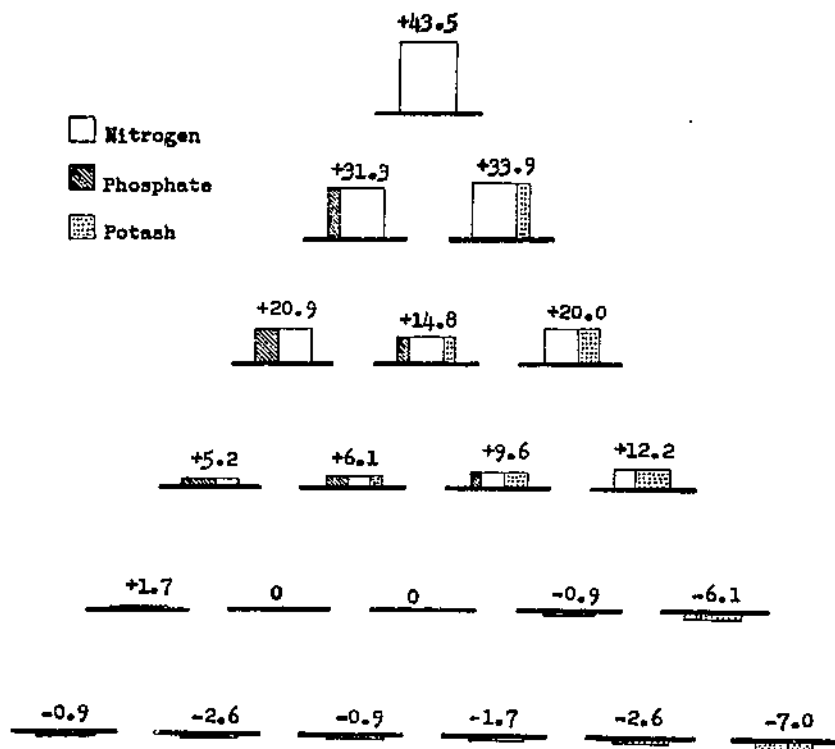 +43.5
Nitrogen
Phosphate
Potash
+31.3 +33.9
+20.9 +14.8 +20.0
+5.2 +6.1 +9.6 +12.2
+1.7 0 0 -0.9 -6.1
-0.9 -2.6 -0.9 -1.7 -2.6 -7.0